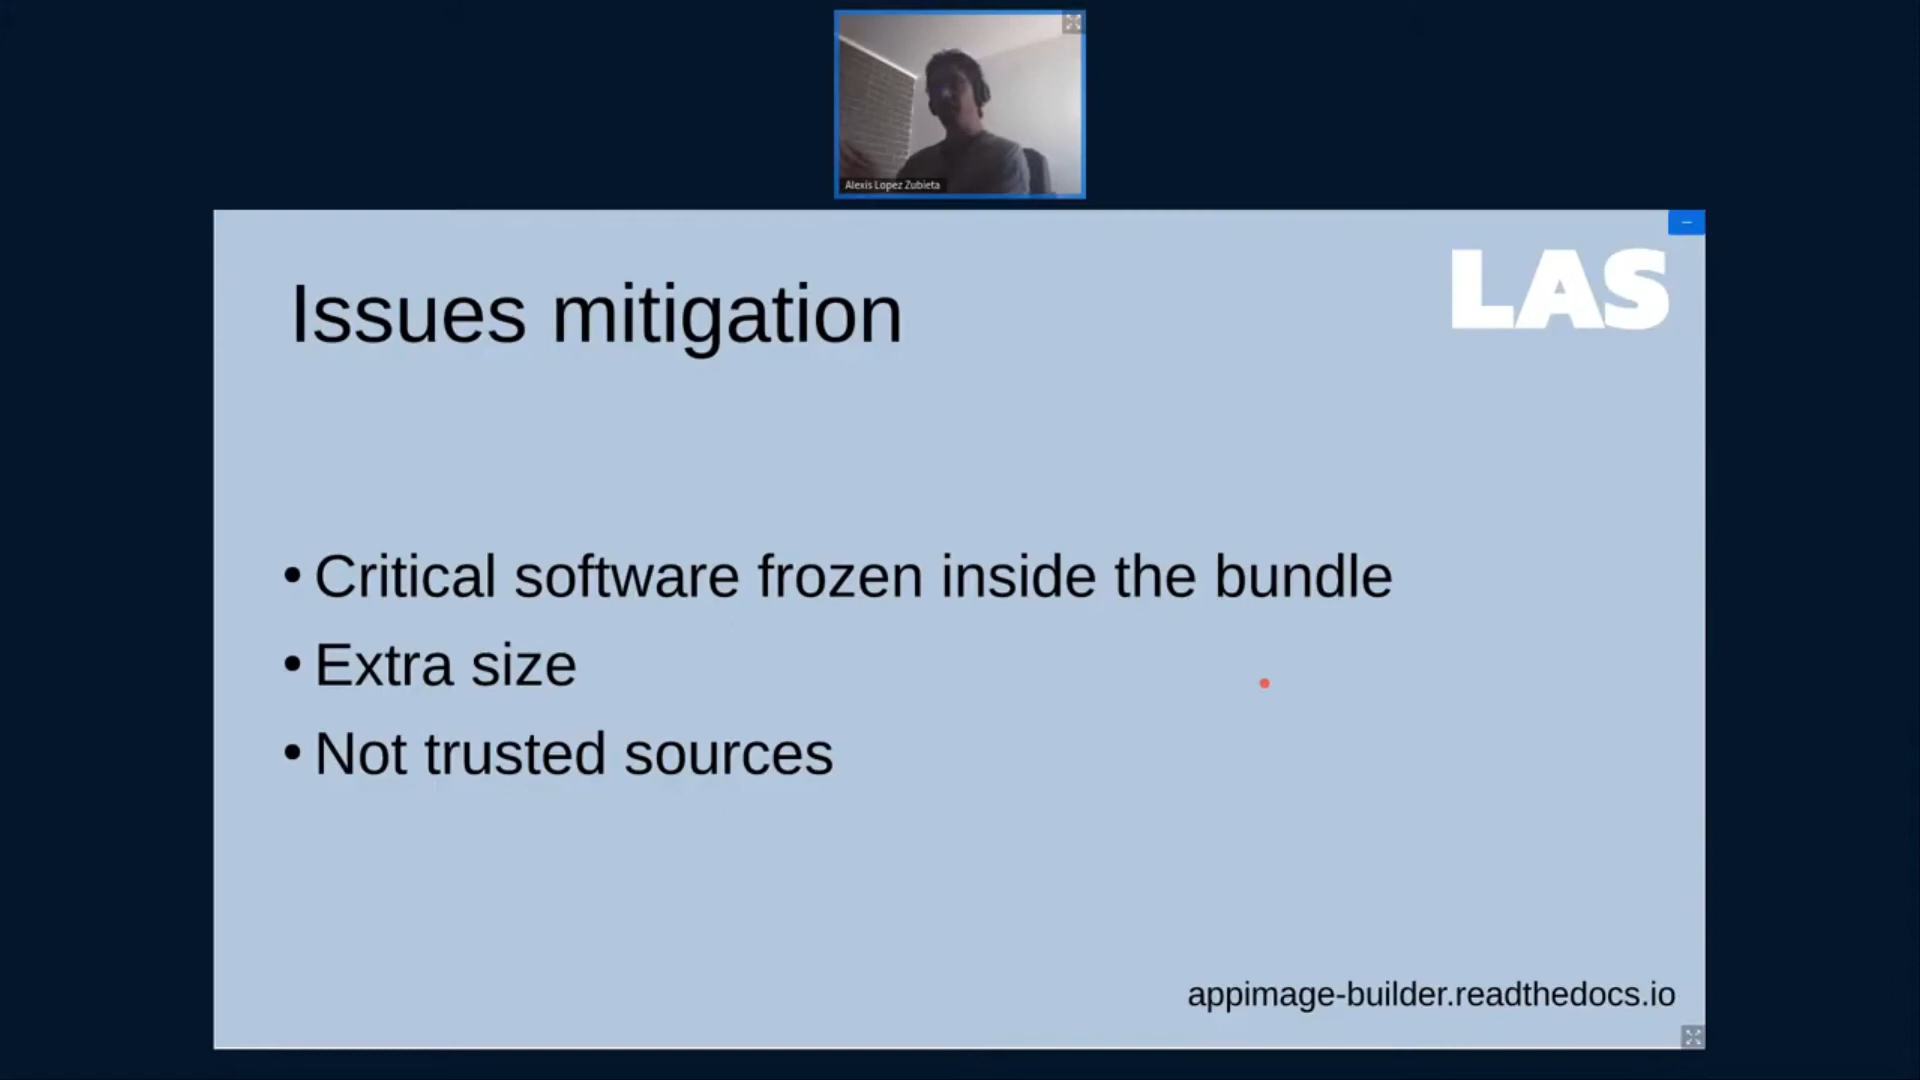 Alexis Lopez Zubieta
LAS
Issues mitigation
• Critical software frozen inside the bundle
• Extra size
• Not trusted sources
appimage-builder.readthedocs.io